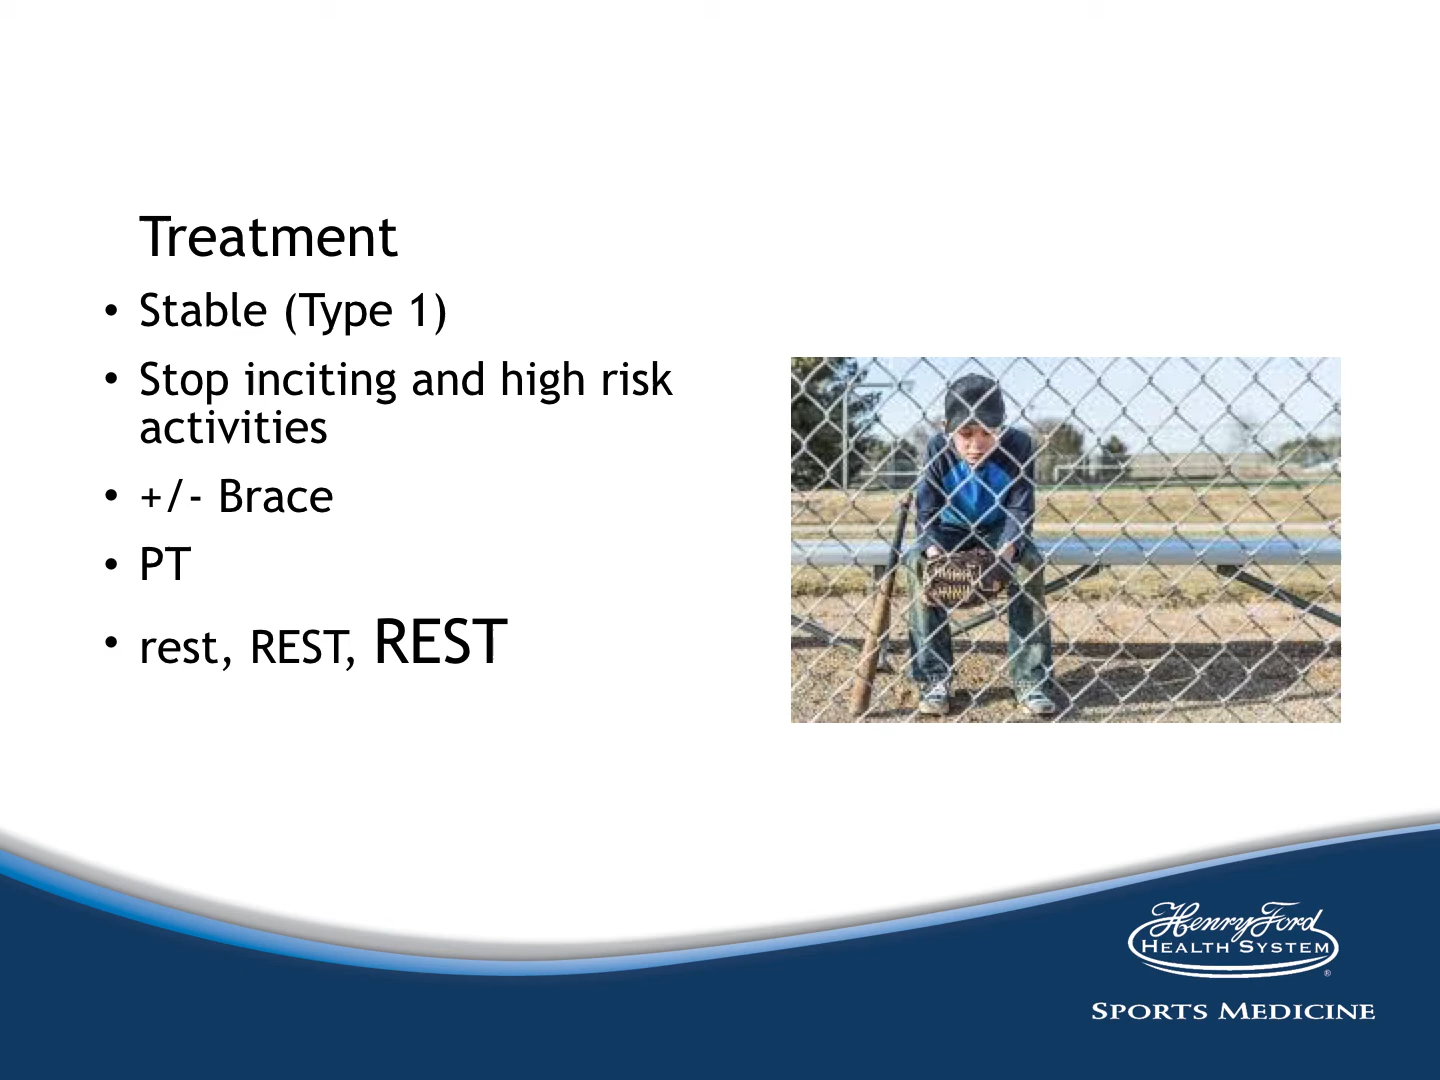 Treatment
• Stable (Type 1)
• Stop inciting and high risk
activities
• +/- Brace
• PT
• rest, REST, REST
Henry Ford
HEALTH SYSTEM
®
SPORTS MEDICINE